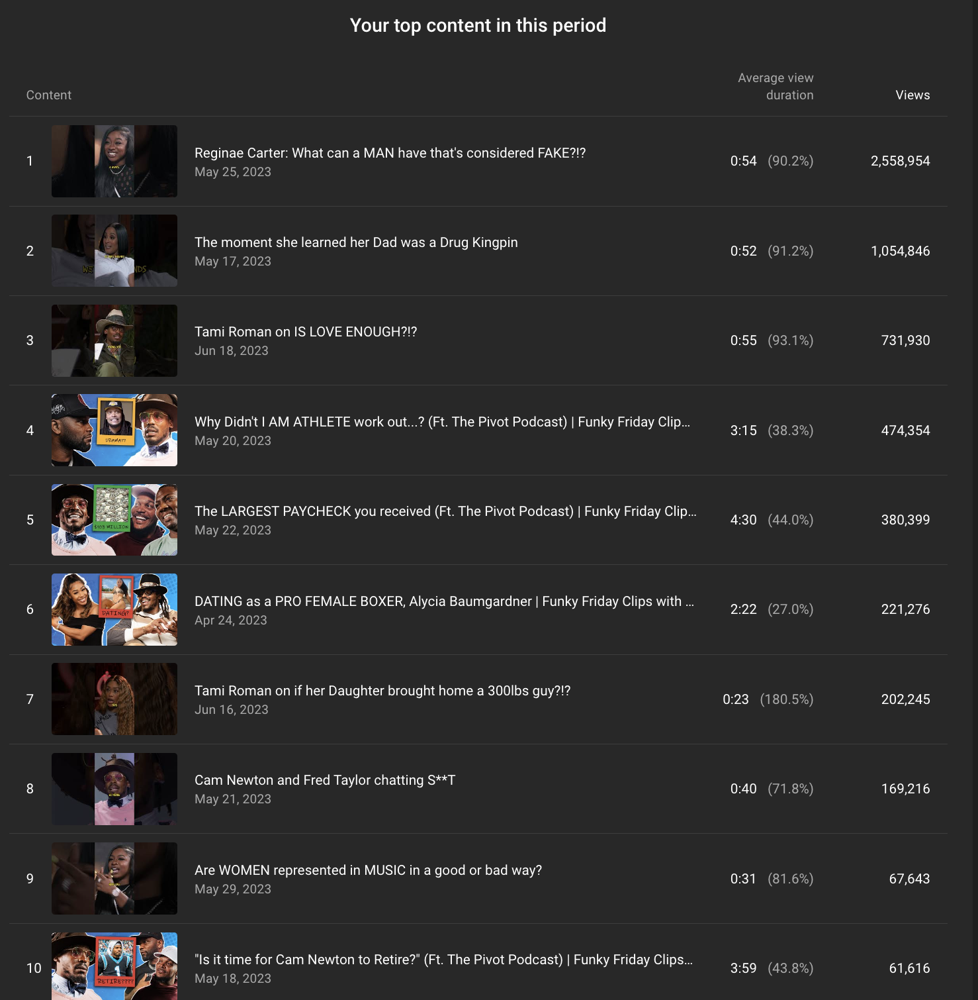 Your top content in this period
Content
Average view
duration
Views
1
Reginae Carter: What can a MAN have that's considered FAKE?!?
May 25, 2023
0:54 (90.2%)
2,558,954
2
The moment she learned her Dad was a Drug Kingpin
May 17, 2023
0:52 (91.2%)
1,054,846
3
Tami Roman on IS LOVE ENOUGH?!?
Jun 18, 2023
0:55 (93.1%)
731,930
4
DRAMA??
Why Didn't I AM ATHLETE work out...? (Ft. The Pivot Podcast) | Funky Friday Clip...
May 20, 2023
3:15 (38.3%)
474,354
5
$103 MILLION
The LARGEST PAYCHECK you received (Ft. The Pivot Podcast) | Funky Friday Clip...
May 22, 2023
4:30 (44.0%)
380,399
6
DATING?
DATING as a PRO FEMALE BOXER, Alycia Baumgardner | Funky Friday Clips with ...
Apr 24, 2023
2:22 (27.0%)
221,276
7
Tami Roman on if her Daughter brought home a 300lbs guy?!?
Jun 16, 2023
0:23 (180.5%)
202,245
8
Cam Newton and Fred Taylor chatting S**T
May 21, 2023
0:40 (71.8%)
169,216
9
Are WOMEN represented in MUSIC in a good or bad way?
May 29, 2023
0:31 (81.6%)
67,643
10
RETIRE????
"Is it time for Cam Newton to Retire?" (Ft. The Pivot Podcast) | Funky Friday Clips...
May 18, 2023
3:59 (43.8%)
61,616